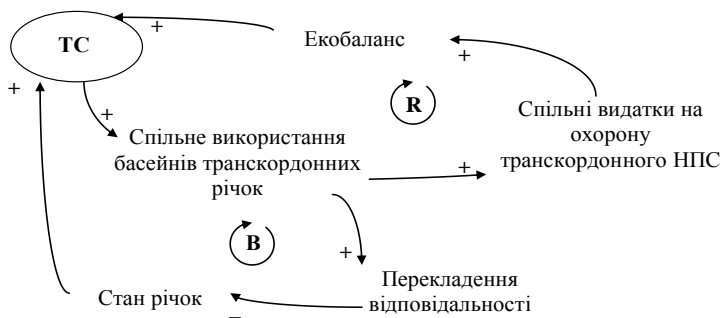 ТС
+
Екобаланс
+
+
R
Спільні видатки на
охорону
транскордонного НПС
+
Спільне використання
басейнів транскордонних
річок
+
B
+
Перекладення
відповідальності
Стан річок